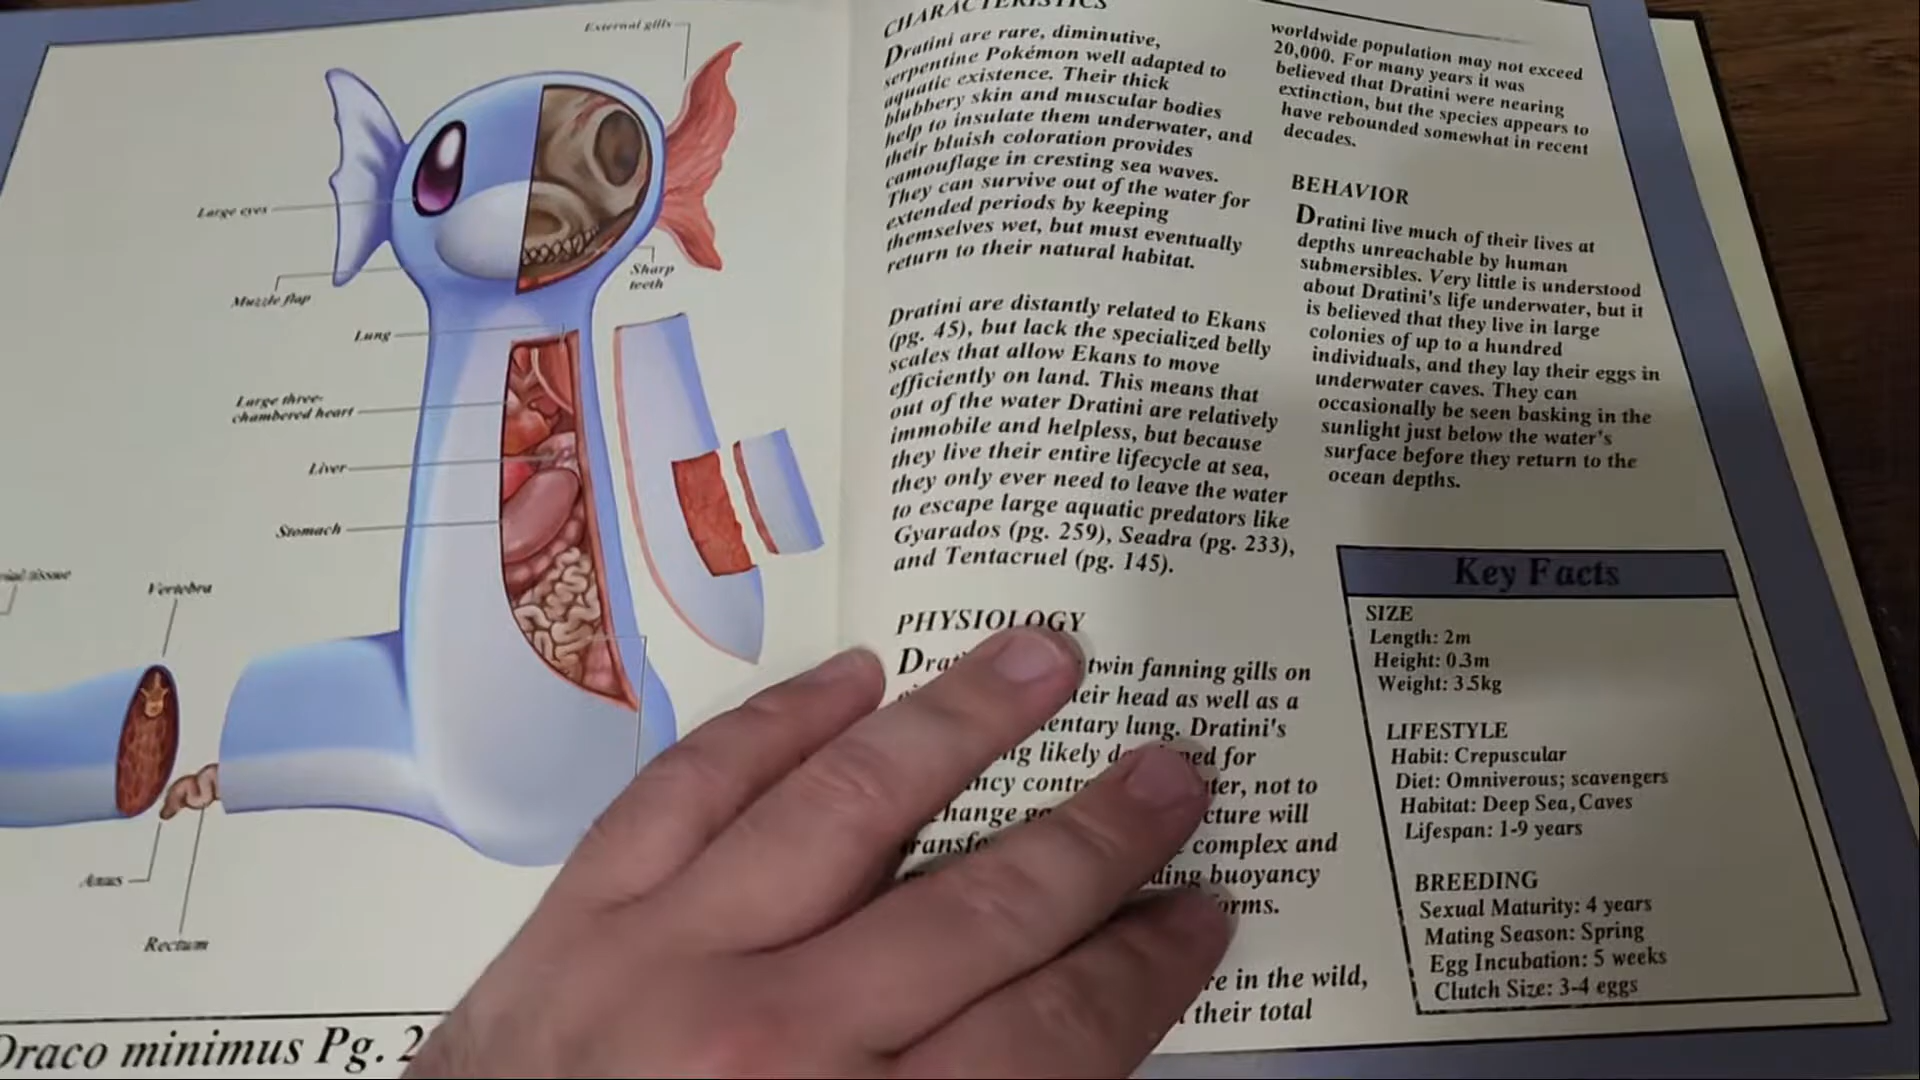 External gills
Large eyes
Muzzle flap
Sharp
teeth
Lung
Large three-
chambered heart
Liver
Stomach
tissue
Vertebra
Anus
Rectum
Draco minimus Pg. 2
CHARACTERISTICS
Dratini are rare, diminutive,
serpentine Pokémon well adapted to
aquatic existence. Their thick
blubbery skin and muscular bodies
help to insulate them underwater, and
their bluish coloration provides
camouflage in cresting sea waves.
They can survive out of the water for
extended periods by keeping
themselves wet, but must eventually
return to their natural habitat.
Dratini are distantly related to Ekans
(pg. 45), but lack the specialized belly
scales that allow Ekans to move
efficiently on land. This means that
out of the water Dratini are relatively
immobile and helpless, but because
they live their entire lifecycle at sea,
they only ever need to leave the water
to escape large aquatic predators like
Gyarados (pg. 259), Seadra (pg. 233),
and Tentacruel (pg. 145).
PHYSIOLOGY
twin fanning gills on
their head as well as a
lung. Dratini's
likely for
not to
will
complex and
buoyancy
in the wild,
their total
worldwide population may not exceed
20,000. For many years it was
believed that Dratini were nearing
extinction, but the species appears to
have rebounded somewhat in recent
decades.
BEHAVIOR
Dratini live much of their lives at
depths unreachable by human
submersibles. Very little is understood
about Dratini's life underwater, but it
is believed that they live in large
colonies of up to a hundred
individuals, and they lay their eggs in
underwater caves. They can
occasionally be seen basking in the
sunlight just below the water's
surface before they return to the
ocean depths.
Key Facts
SIZE
Length: 2m
Height: 0.3m
Weight: 3.5kg
LIFESTYLE
Habit: Crepuscular
Diet: Omniverous; scavengers
Habitat: Deep Sea, Caves
Lifespan: 1-9 years
BREEDING
Sexual Maturity: 4 years
Mating Season: Spring
Egg Incubation: 5 weeks
Clutch Size: 3-4 eggs